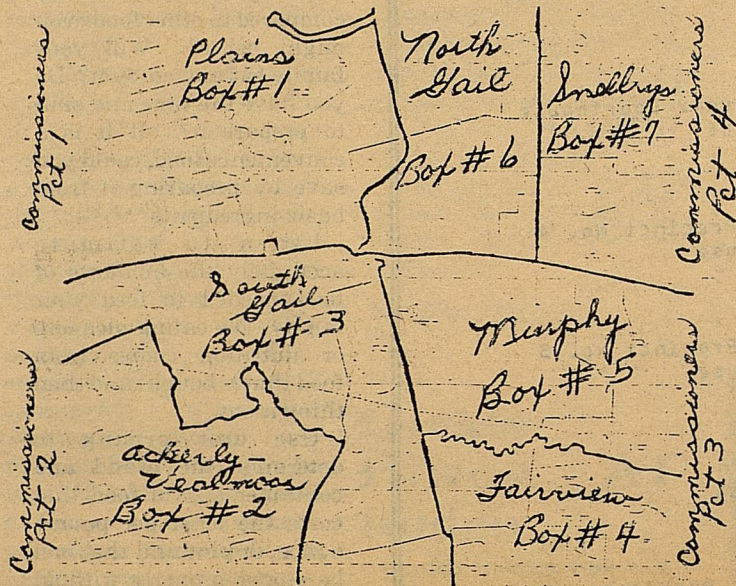 Commissioners
Pct 1
Plains
Box #1
North
Gail
Box #6
Snellings
Box #7
Commissioners
Pct 4
South
Gail
Box #3
Murphy
Box #5
Commissioners
Pct 2
Ackerly-
Vealmoor
Box #2
Fairview
Box #4
Commissioners
Pct 3